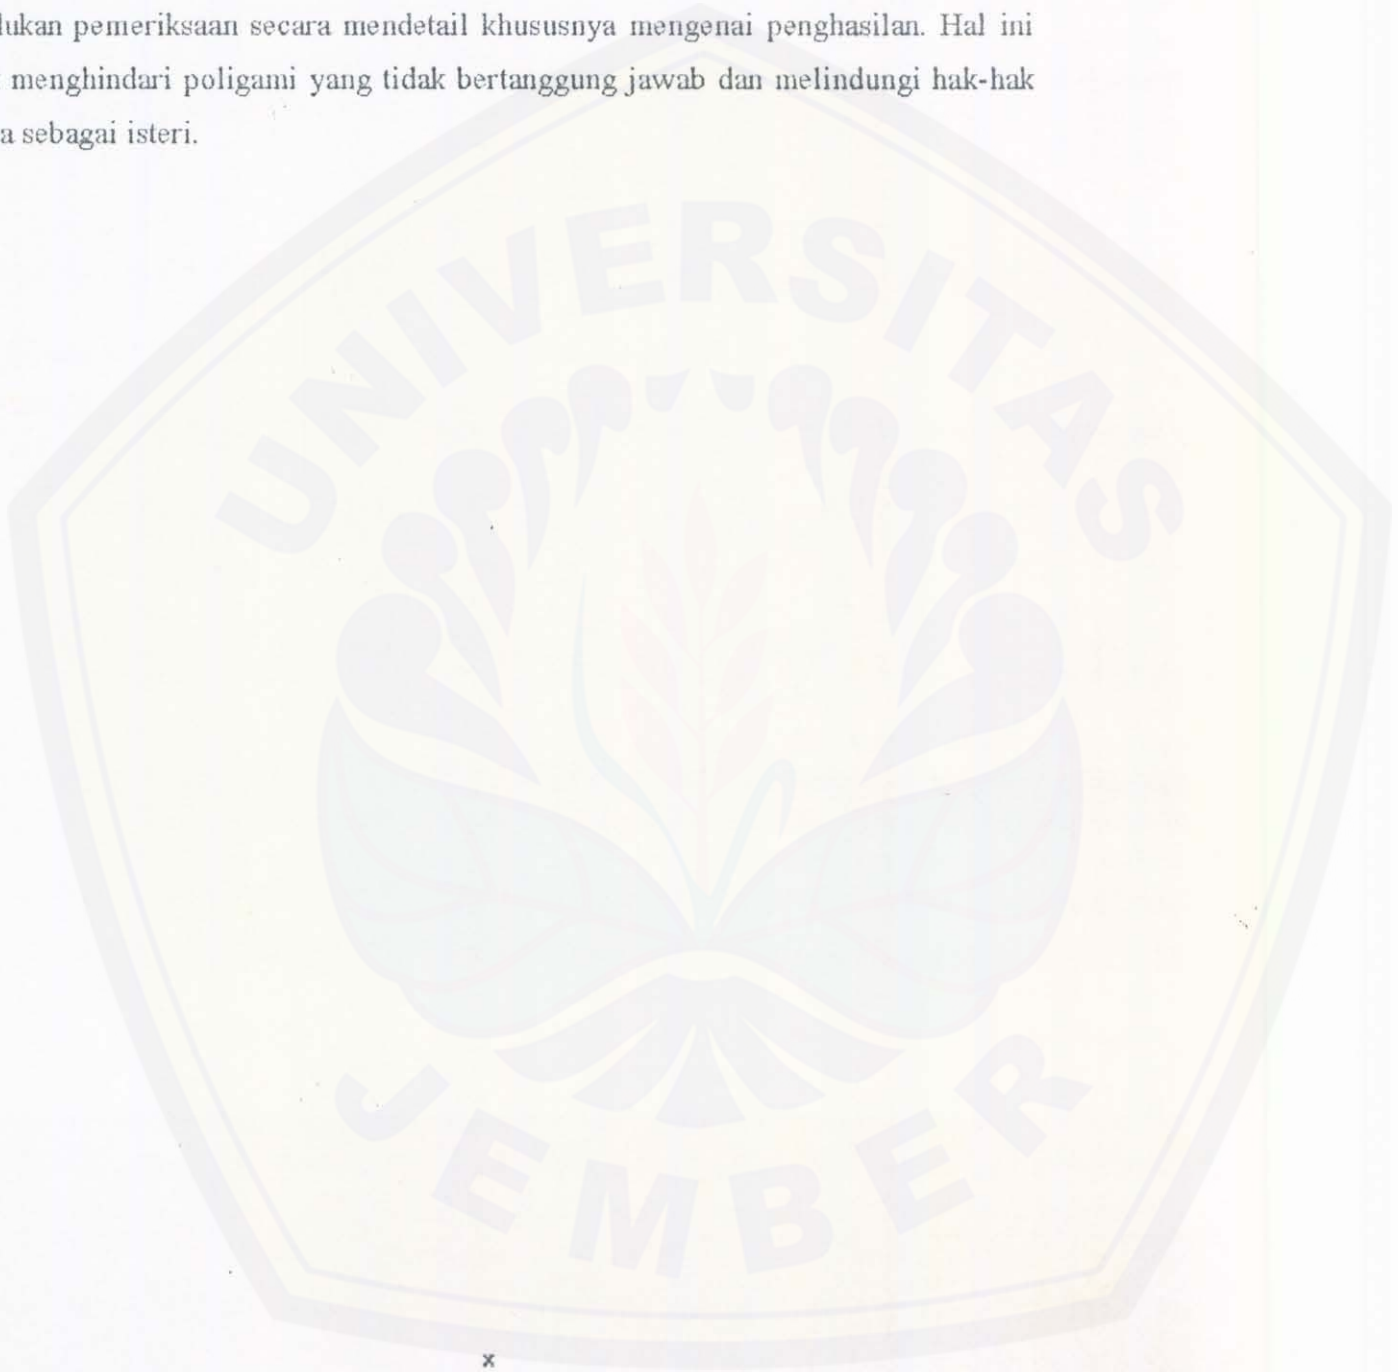 lukan pemeriksaan secara mendetail khususnya mengenai penghasilan. Hal ini
menghindari poligami yang tidak bertanggung jawab dan melindungi hak-hak
a sebagai isteri.
UNIVERSITAS
JEMBER
x